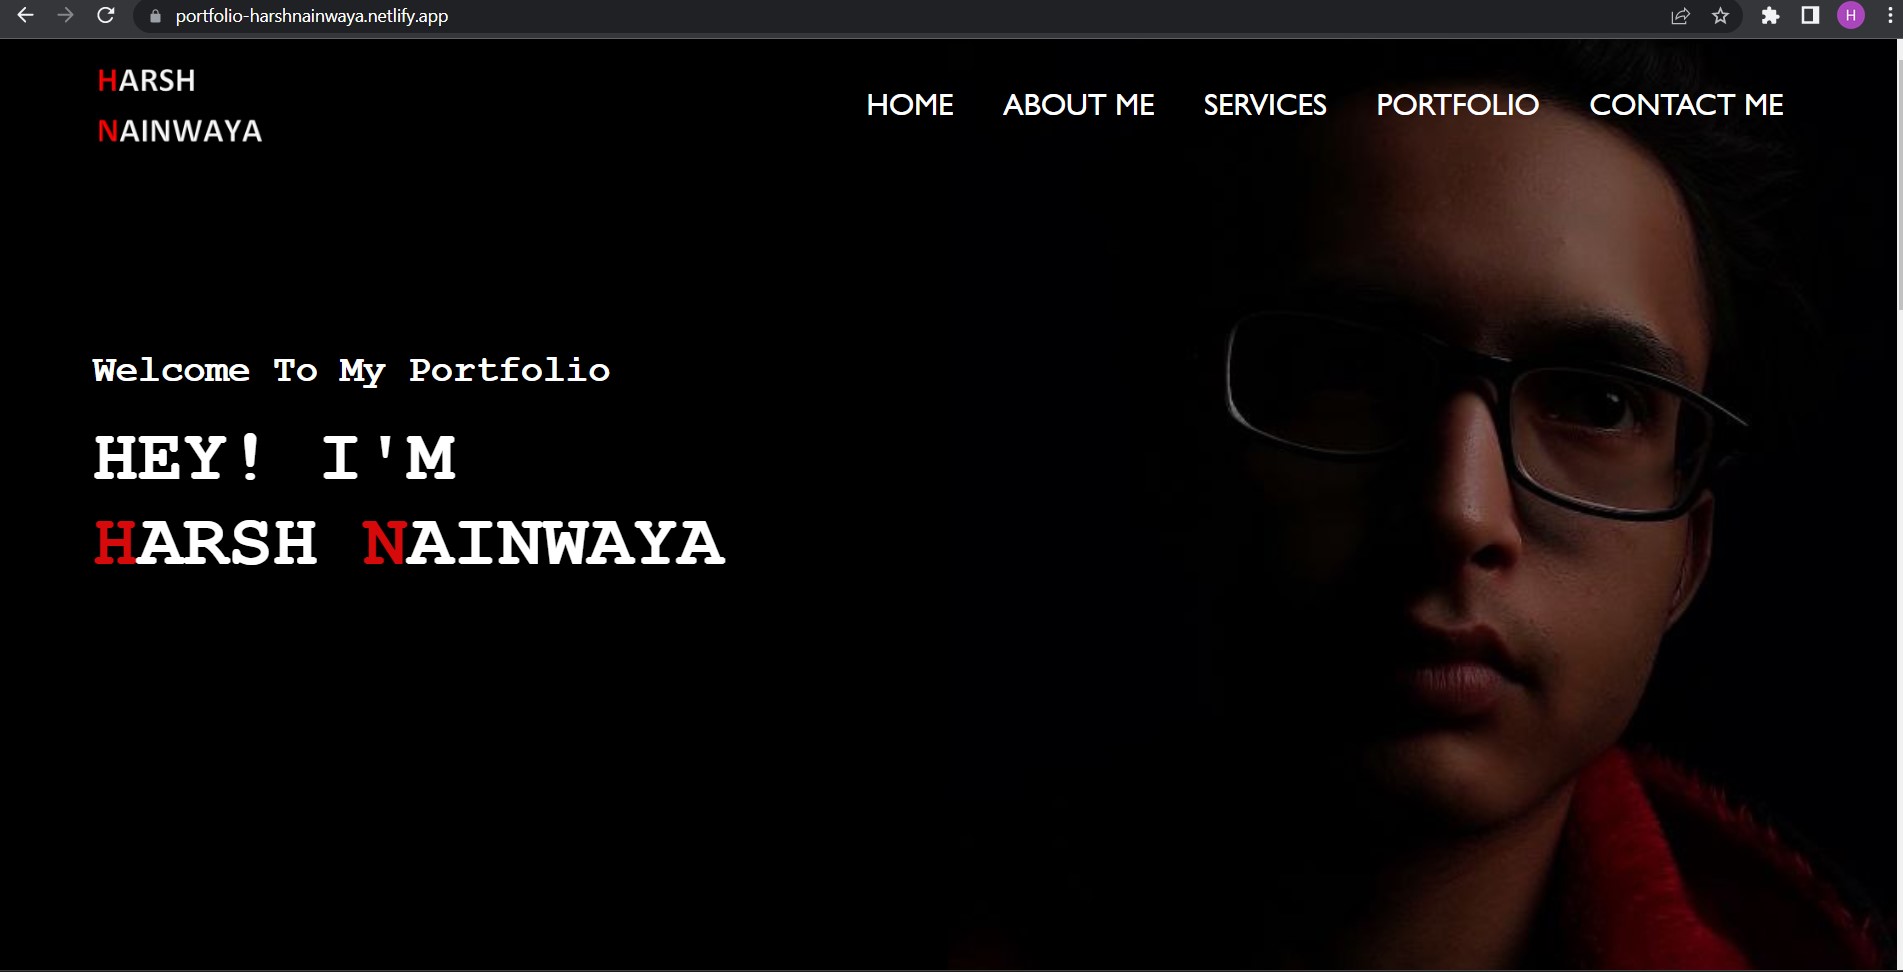 portfolio-harshnainwaya.netlify.app
H
HARSH
NAINWAYA
HOME ABOUT ME SERVICES PORTFOLIO CONTACT ME
Welcome To My Portfolio
HEY! I'M
HARSH NAINWAYA